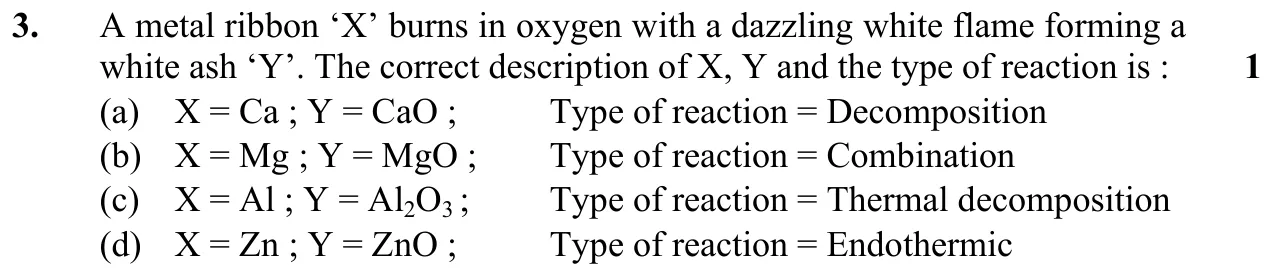 3. A metal ribbon ‘X’ burns in oxygen with a dazzling white flame forming a
white ash ‘Y’. The correct description of X, Y and the type of reaction is : 1
(a) X = Ca ; Y = CaO ; Type of reaction = Decomposition
(b) X = Mg ; Y = MgO ; Type of reaction = Combination
(c) X = Al ; Y = Al₂O₃ ; Type of reaction = Thermal decomposition
(d) X = Zn ; Y = ZnO ; Type of reaction = Endothermic